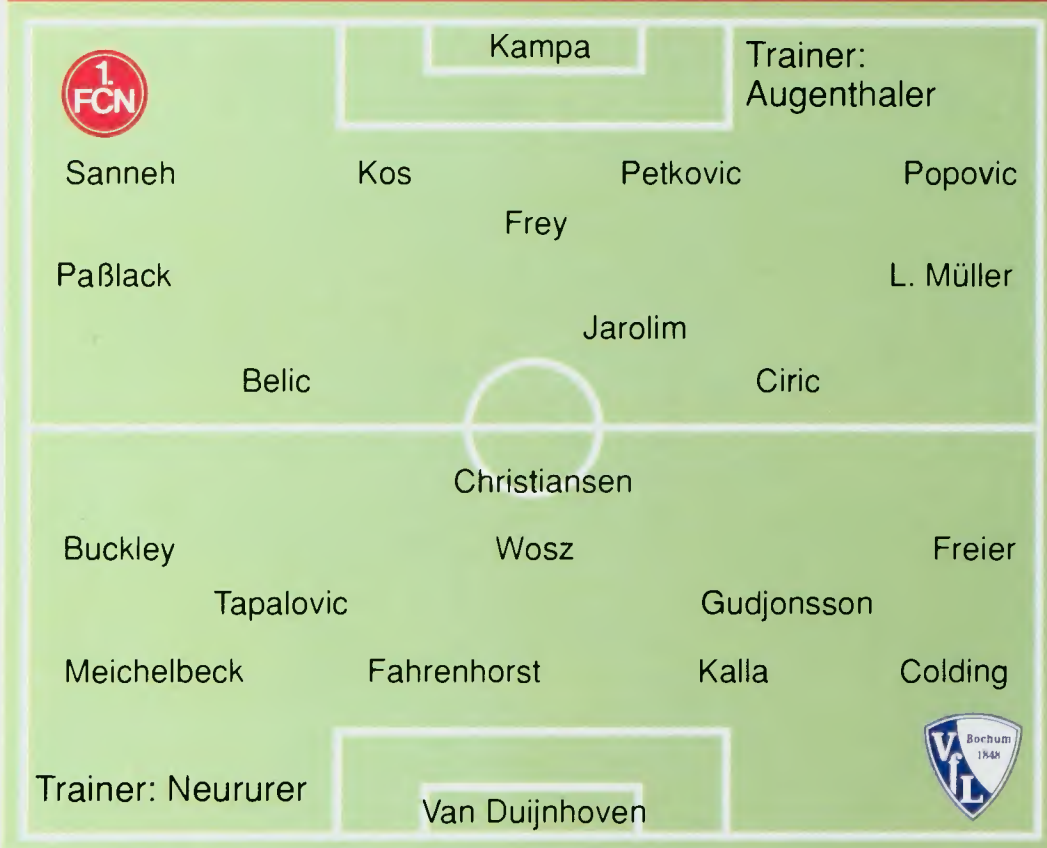 Kampa
Trainer:
Augenthaler
1.
FCN
Sanneh Kos Petkovic Popovic
Frey
Paßlack L. Müller
Jarolim
Belic Ciric
Christiansen
Buckley Wosz Freier
Tapalovic Gudjonsson
Meichelbeck Fahrenhorst Kalla Colding
VfL Bochum
1848
Trainer: Neururer
Van Duijnhoven